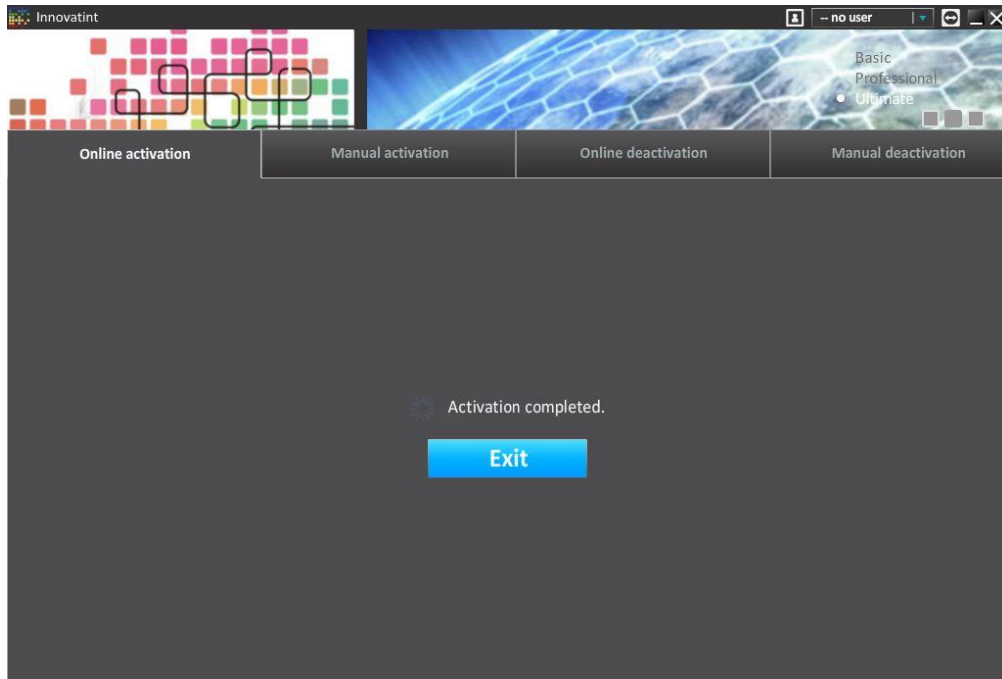 Innovatint
-- no user
Basic
Professional
Ultimate
Online activation
Manual activation
Online deactivation
Manual deactivation
Activation completed.
Exit